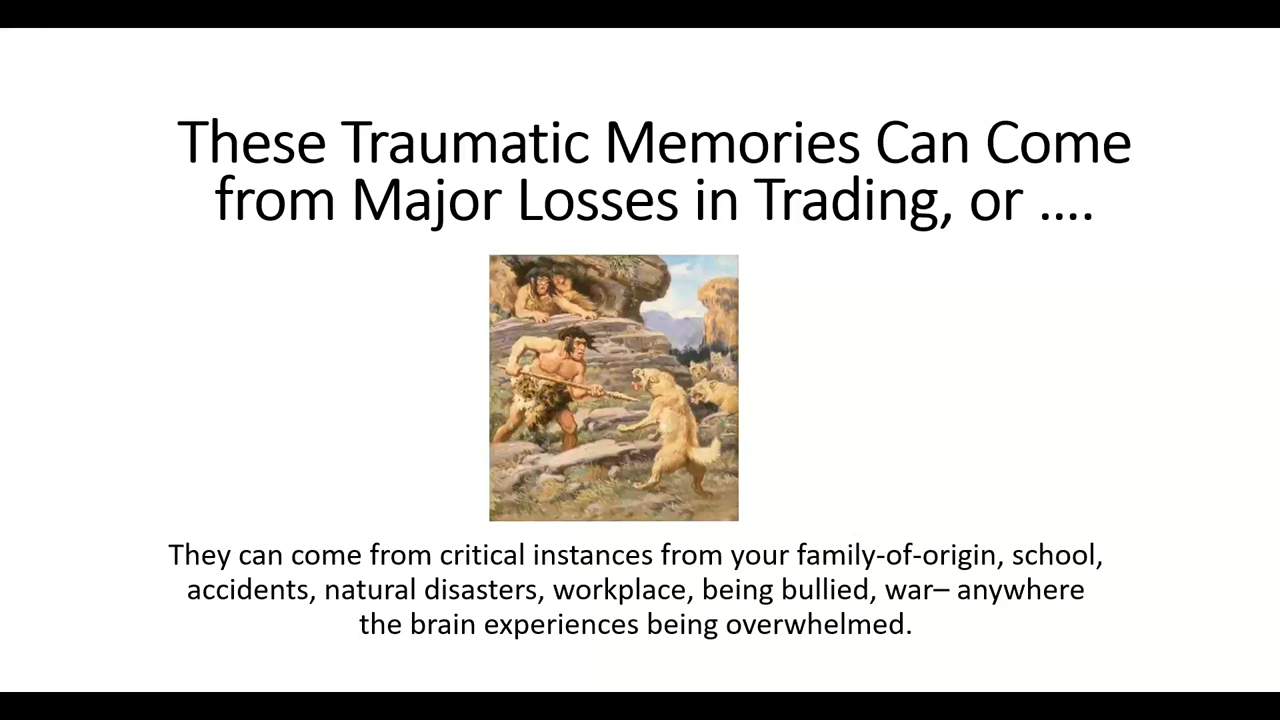 These Traumatic Memories Can Come
from Major Losses in Trading, or ….
They can come from critical instances from your family-of-origin, school,
accidents, natural disasters, workplace, being bullied, war– anywhere
the brain experiences being overwhelmed.